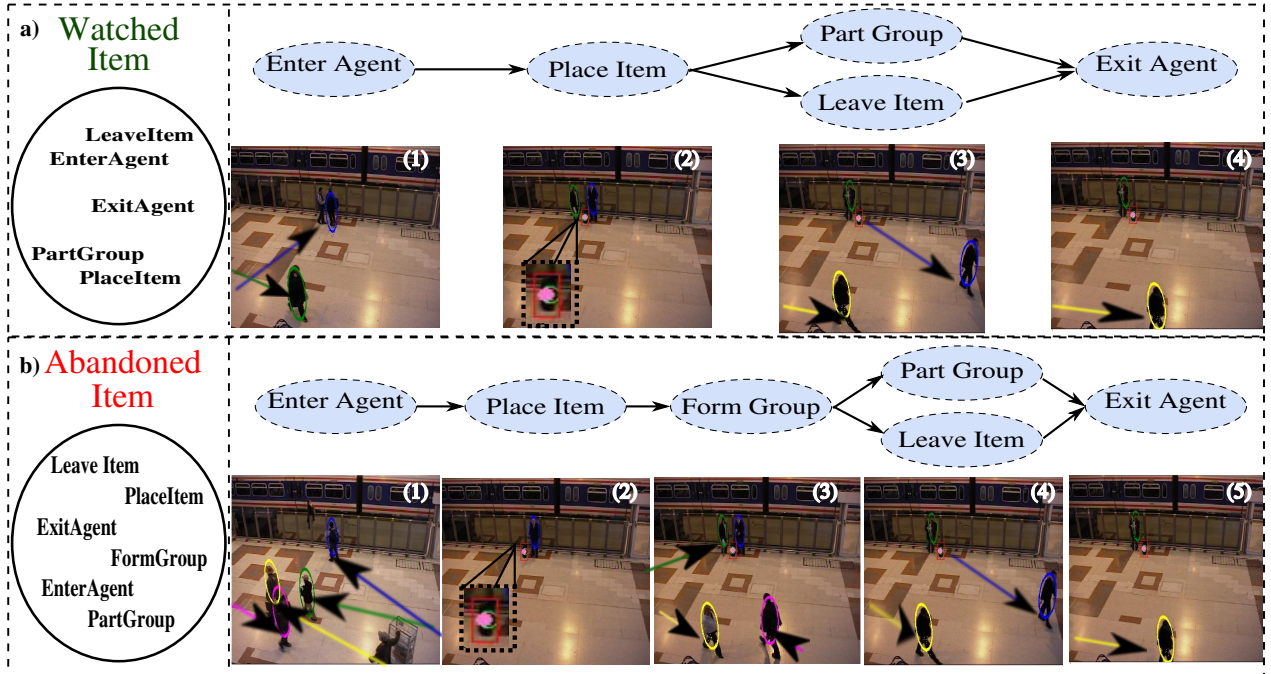 a) Watched
Item
LeaveItem
EnterAgent
ExitAgent
PartGroup
PlaceItem
Enter Agent
Place Item
Part Group
Leave Item
Exit Agent
(1)
(2)
(3)
(4)
b) Abandoned
Item
Leave Item
PlaceItem
ExitAgent
FormGroup
EnterAgent
PartGroup
Enter Agent
Place Item
Form Group
Part Group
Leave Item
Exit Agent
(1)
(2)
(3)
(4)
(5)